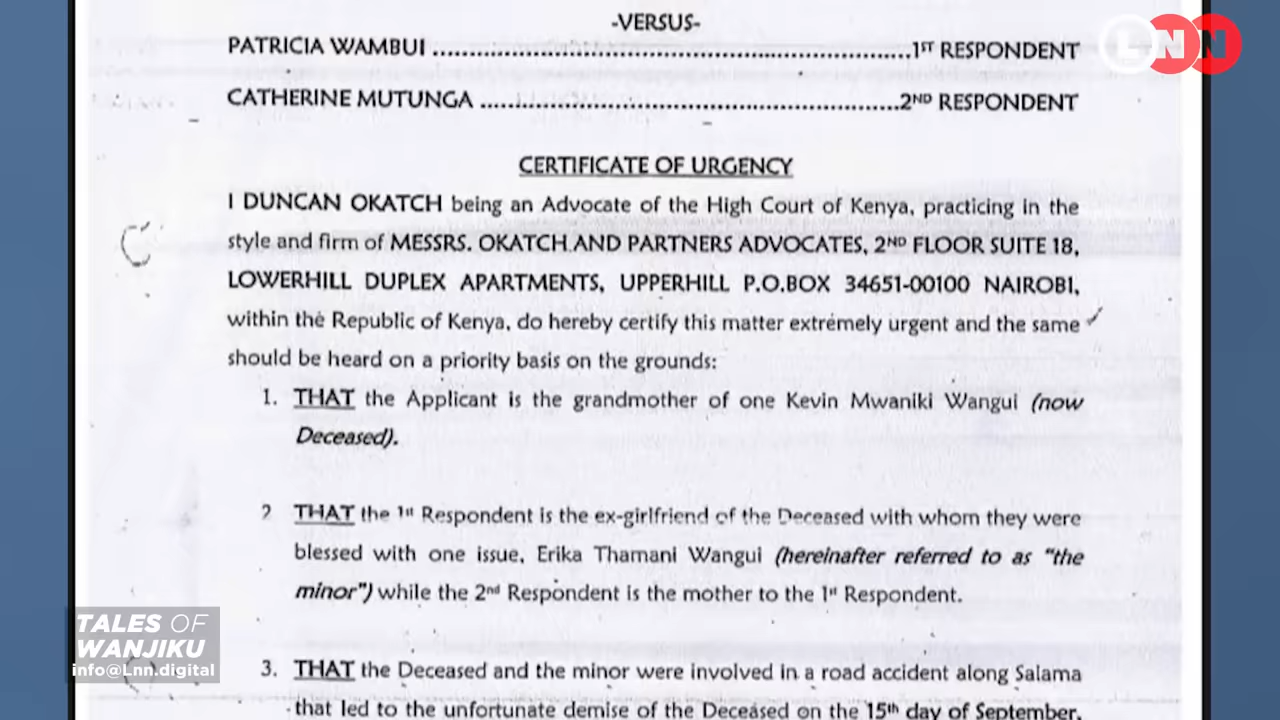 -VERSUS-
PATRICIA WAMBUI ........................................................1ST RESPONDENT
CATHERINE MUTUNGA ..................................................2ND RESPONDENT
LNN
CERTIFICATE OF URGENCY
I DUNCAN OKATCH being an Advocate of the High Court of Kenya, practicing in the
style and firm of MESSRS. OKATCH AND PARTNERS ADVOCATES, 2ND FLOOR SUITE 18,
LOWERHILL DUPLEX APARTMENTS, UPPERHILL P.O.BOX 34651-00100 NAIROBI,
within the Republic of Kenya, do hereby certify this matter extremely urgent and the same
should be heard on a priority basis on the grounds:
1. THAT the Applicant is the grandmother of one Kevin Mwaniki Wangui (now
Deceased).
2 THAT the 1st Respondent is the ex-girlfriend of the Deceased with whom they were
blessed with one issue, Erika Thamani Wangui (hereinafter referred to as "the
minor") while the 2nd Respondent is the mother to the 1st Respondent.
3. THAT the Deceased and the minor were involved in a road accident along Salama
that led to the unfortunate demise of the Deceased on the 15th day of September,
TALES OF
WANJIKU
info@Lnn.digital